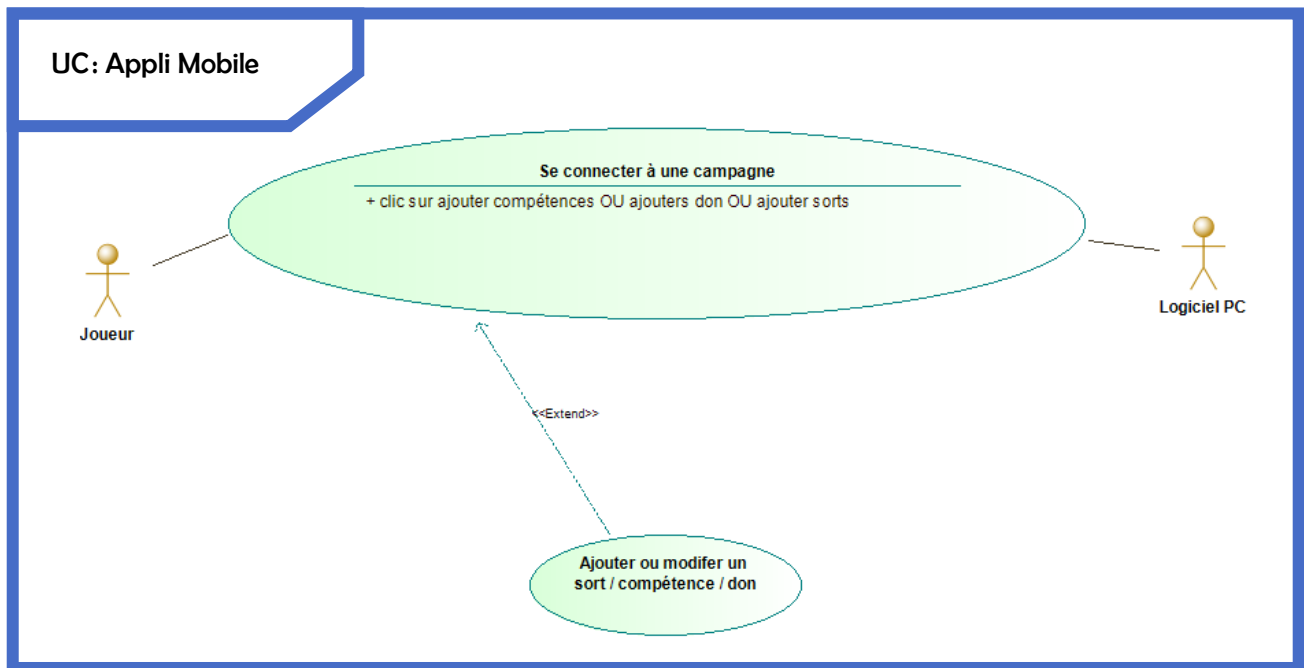 UC: Appli Mobile
Se connecter à une campagne
+ clic sur ajouter compétences OU ajouters don OU ajouter sorts
Joueur
Logiciel PC
<<Extend>>
Ajouter ou modifer un
sort / compétence / don